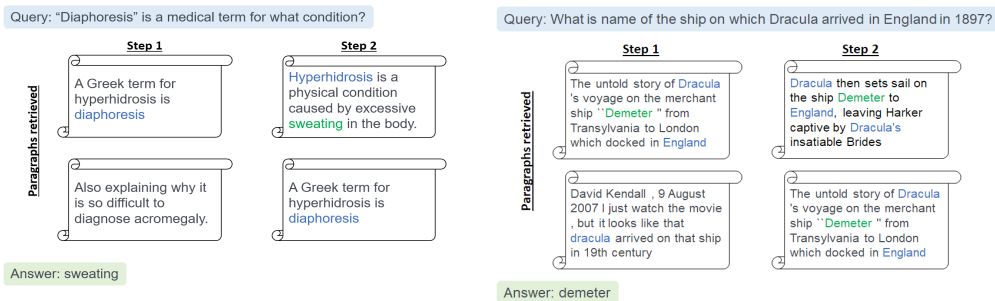 Query: “Diaphoresis” is a medical term for what condition?
Step 1
Step 2
Paragraphs retrieved
A Greek term for
hyperhidrosis is
diaphoresis
Hyperhidrosis is a
physical condition
caused by excessive
sweating in the body.
Also explaining why it
is so difficult to
diagnose acromegaly.
A Greek term for
hyperhidrosis is
diaphoresis
Answer: sweating
Query: What is name of the ship on which Dracula arrived in England in 1897?
Step 1
Step 2
Paragraphs retrieved
The untold story of Dracula
's voyage on the merchant
ship ``Demeter '' from
Transylvania to London
which docked in England
Dracula then sets sail on
the ship Demeter to
England, leaving Harker
captive by Dracula's
insatiable Brides
David Kendall , 9 August
2007 I just watch the movie
, but it looks like that
dracula arrived on that ship
in 19th century
The untold story of Dracula
's voyage on the merchant
ship ``Demeter '' from
Transylvania to London
which docked in England
Answer: demeter